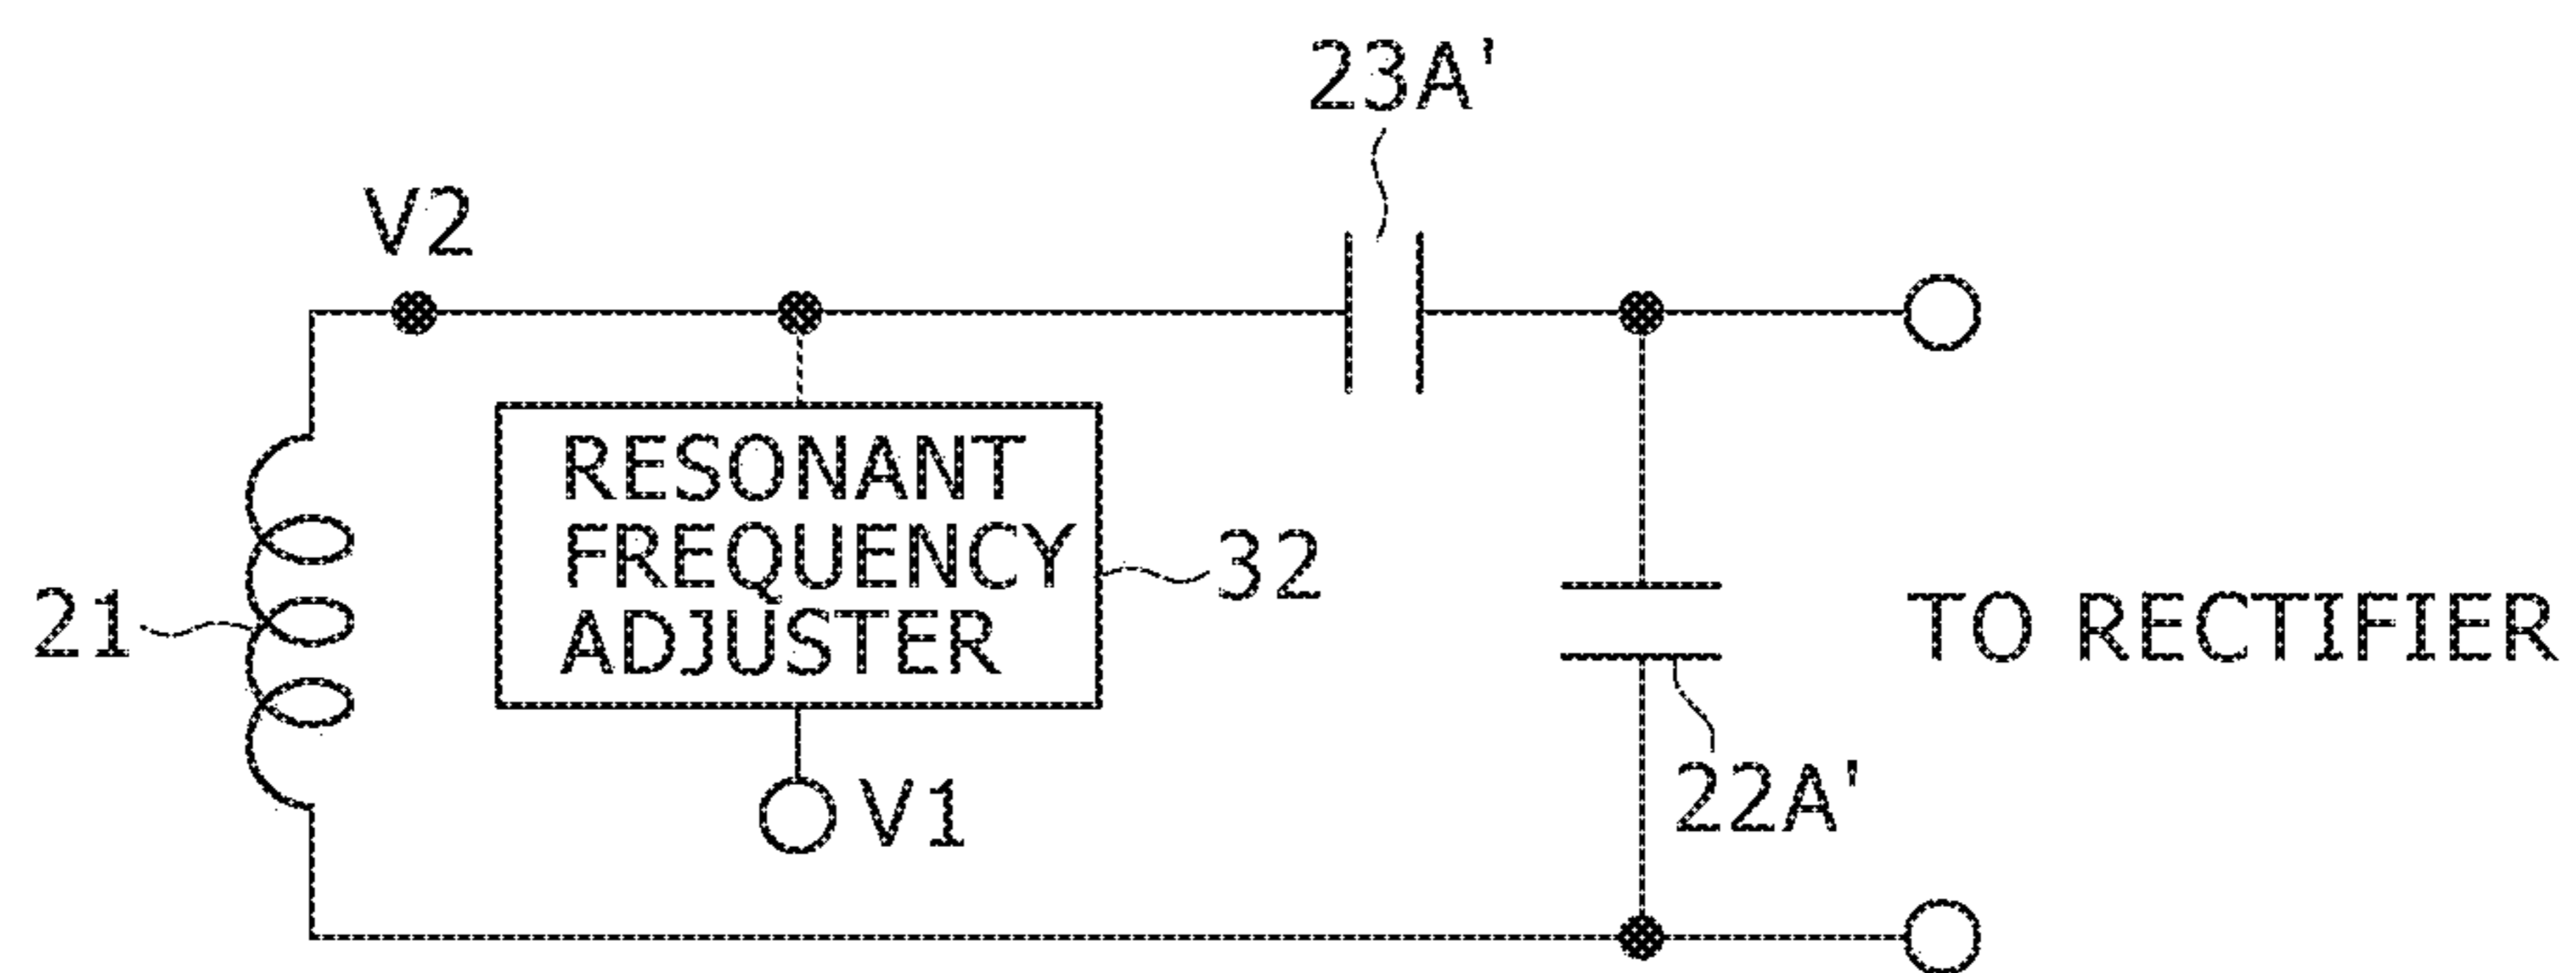 23A'
V2
RESONANT
FREQUENCY
ADJUSTER
32
21
TO RECTIFIER
V1
22A'